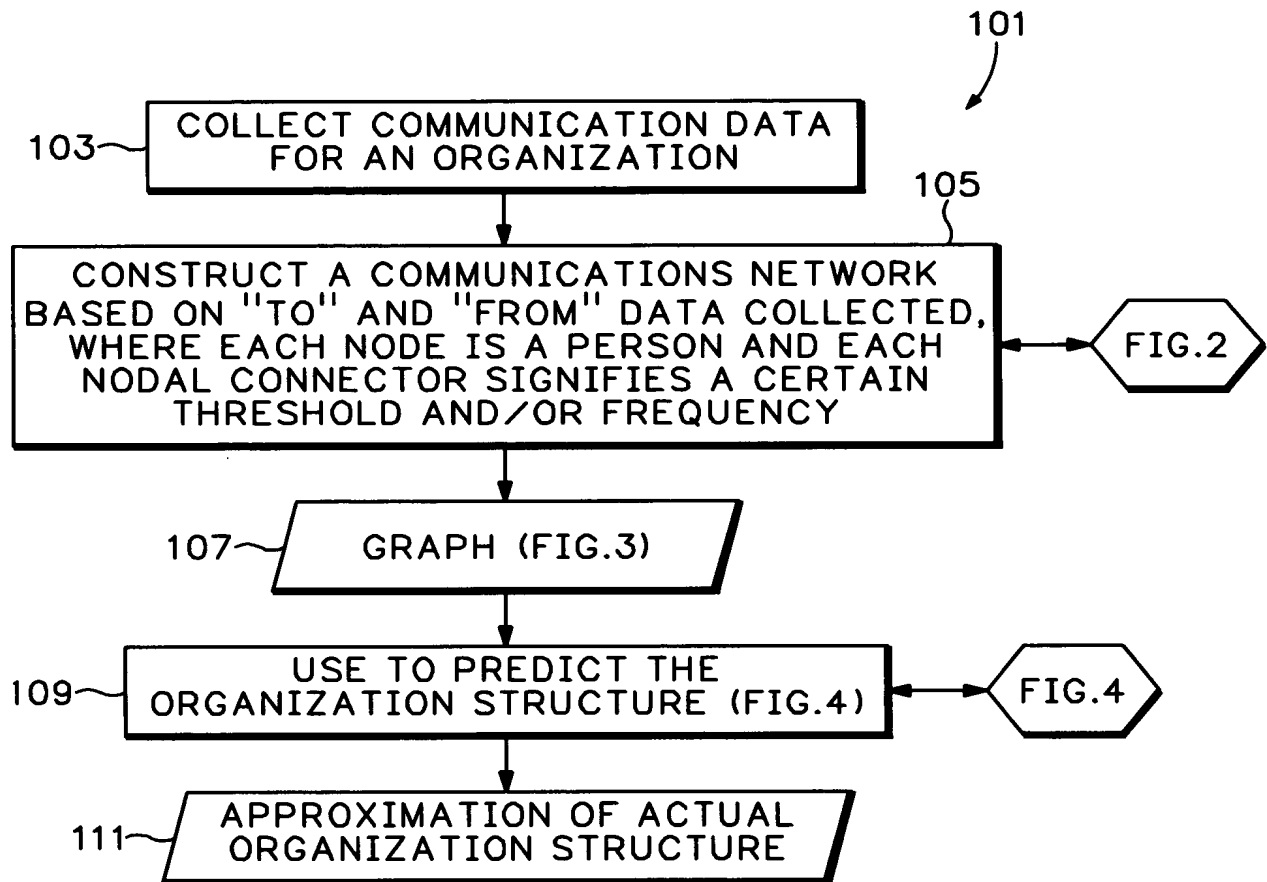 101
103
COLLECT COMMUNICATION DATA
FOR AN ORGANIZATION
105
CONSTRUCT A COMMUNICATIONS NETWORK
BASED ON "TO" AND "FROM" DATA COLLECTED,
WHERE EACH NODE IS A PERSON AND EACH
NODAL CONNECTOR SIGNIFIES A CERTAIN
THRESHOLD AND/OR FREQUENCY
FIG.2
107
GRAPH (FIG.3)
109
USE TO PREDICT THE
ORGANIZATION STRUCTURE (FIG.4)
FIG.4
111
APPROXIMATION OF ACTUAL
ORGANIZATION STRUCTURE